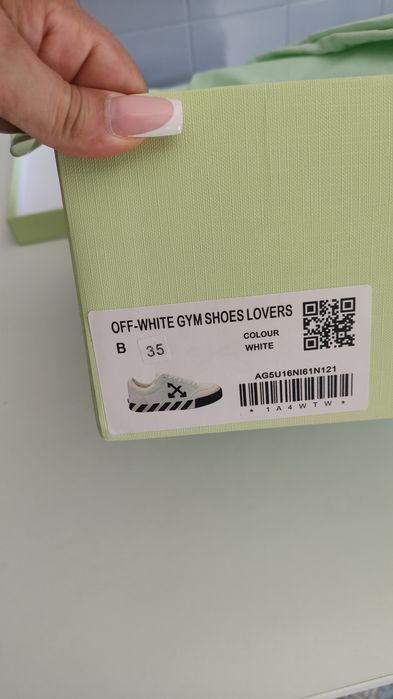 OFF-WHITE GYM SHOES LOVERS
B 35
COLOUR
WHITE
AG5U16NI61N121
* 1 A 4 W T W *